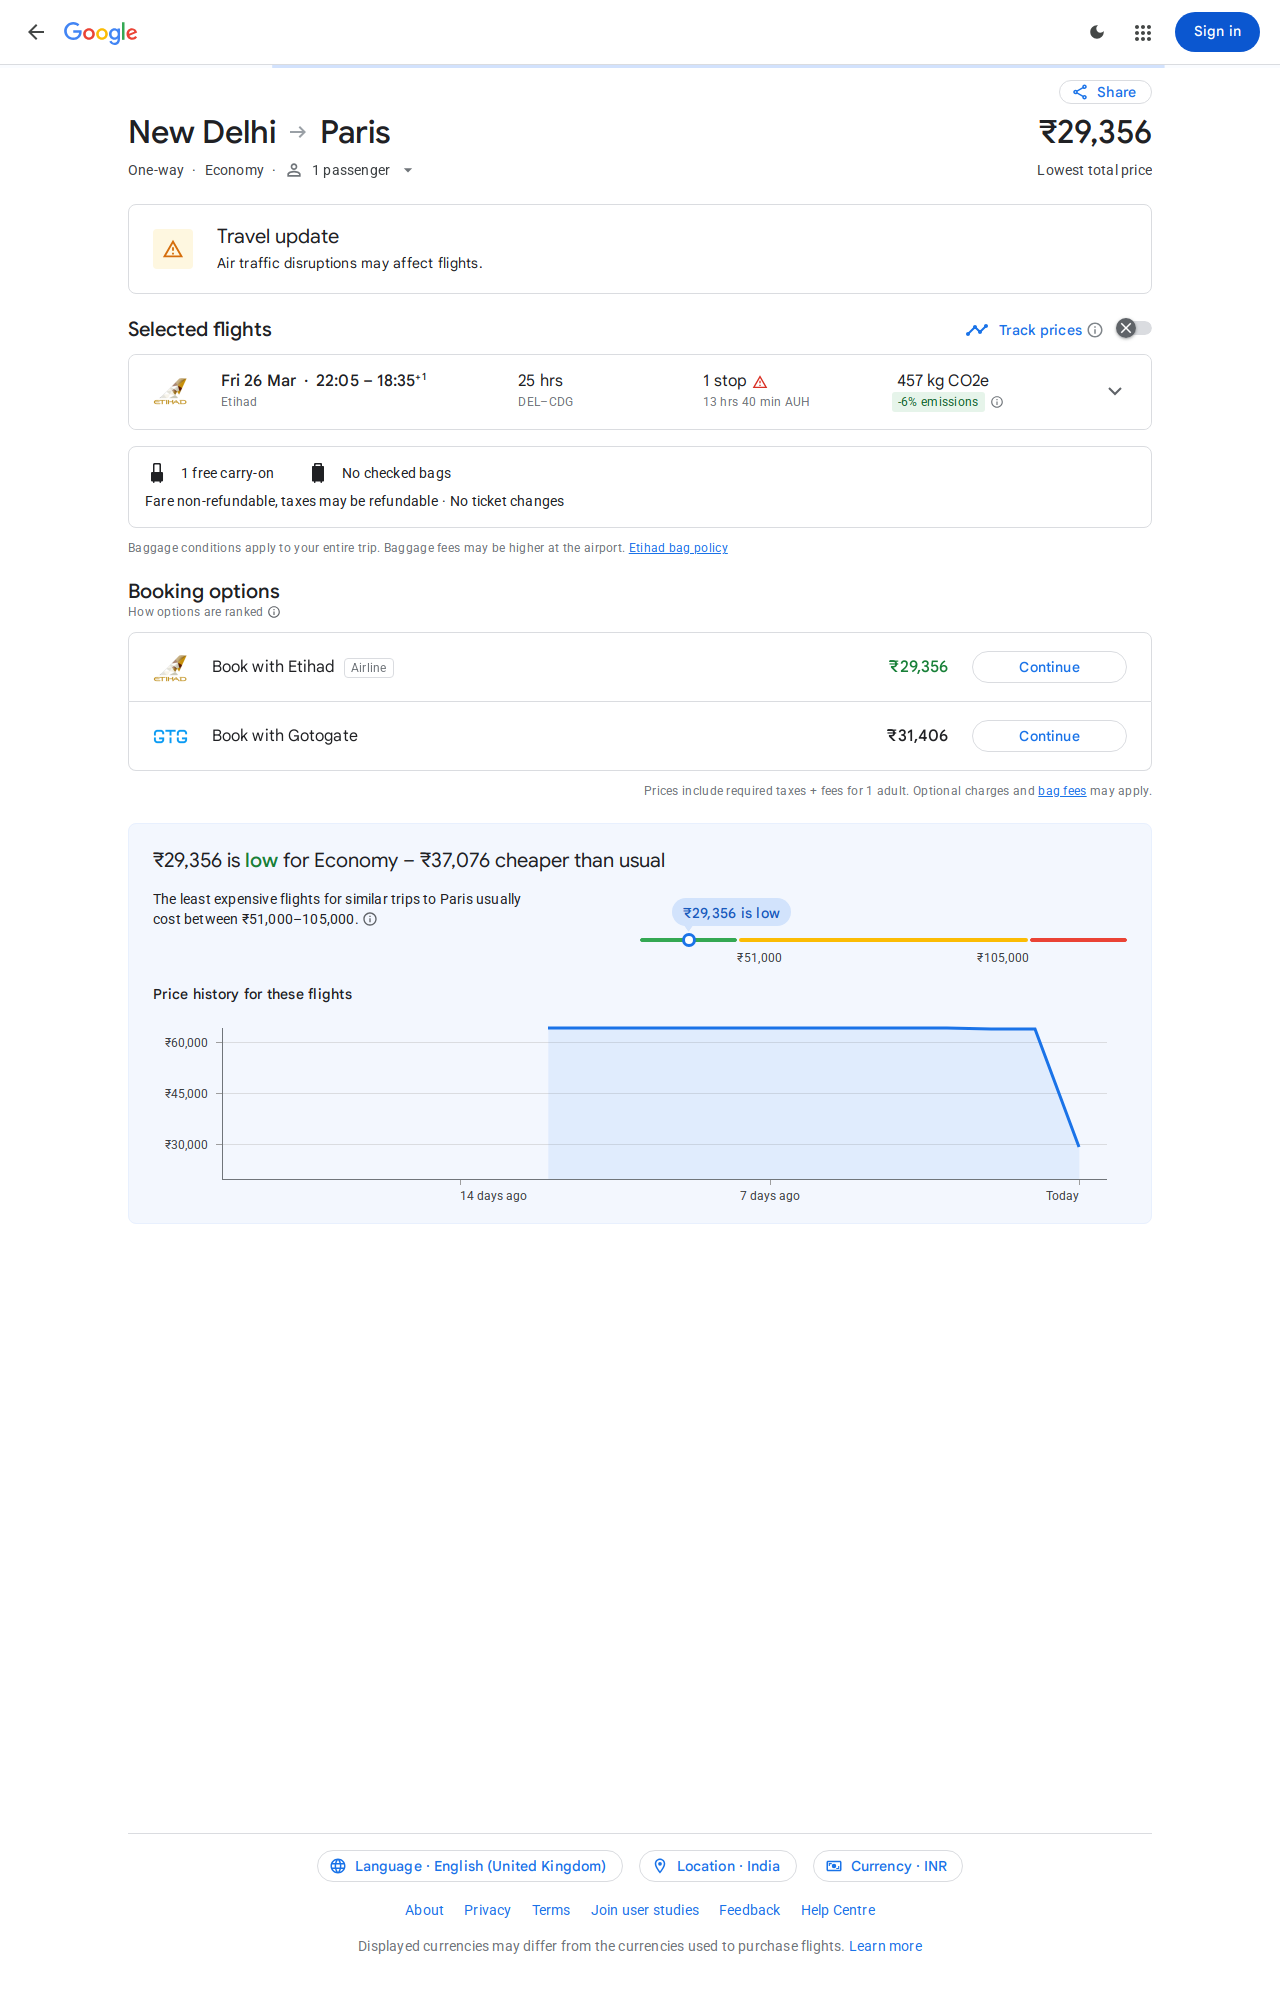 Google
Sign in
Share
New Delhi → Paris
₹29,356
One-way · Economy · 1 passenger
Lowest total price
Travel update
Air traffic disruptions may affect flights.
Selected flights
Track prices
Fri 26 Mar · 22:05 – 18:35+1
25 hrs
1 stop
457 kg CO2e
ETIHAD
Etihad
DEL–CDG
13 hrs 40 min AUH
-6% emissions
1 free carry-on
No checked bags
Fare non-refundable, taxes may be refundable · No ticket changes
Baggage conditions apply to your entire trip. Baggage fees may be higher at the airport. Etihad bag policy
Booking options
How options are ranked
ETIHAD
Book with Etihad Airline
₹29,356
Continue
GTG
Book with Gotogate
₹31,406
Continue
Prices include required taxes + fees for 1 adult. Optional charges and bag fees may apply.
₹29,356 is low for Economy – ₹37,076 cheaper than usual
The least expensive flights for similar trips to Paris usually
cost between ₹51,000–105,000.
₹29,356 is low
₹51,000
₹105,000
Price history for these flights
₹60,000
₹45,000
₹30,000
14 days ago
7 days ago
Today
Language · English (United Kingdom)
Location · India
Currency · INR
About Privacy Terms Join user studies Feedback Help Centre
Displayed currencies may differ from the currencies used to purchase flights. Learn more